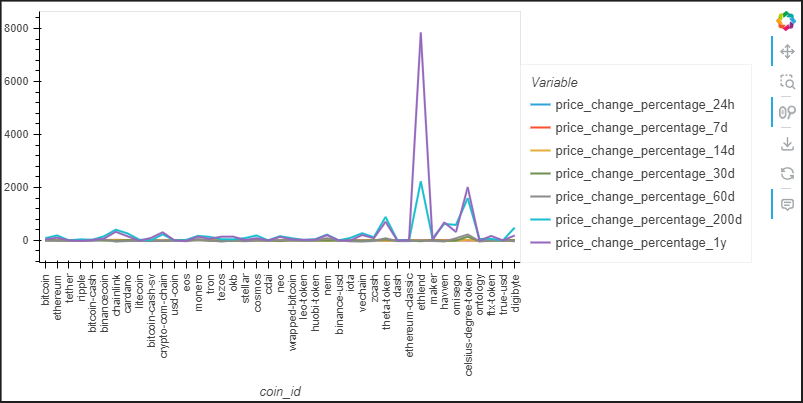 8000
6000
4000
2000
0
bitcoin
ethereum
tether
ripple
bitcoin-cash
binancecoin
chainlink
cardano
litecoin
bitcoin-cash-sv
crypto-com-chain
usd-coin
eos
monero
tron
tezos
okb
stellar
cosmos
cdai
neo
wrapped-bitcoin
leo-token
huobi-token
nem
binance-usd
iota
vechain
zcash
theta-token
dash
ethereum-classic
ethlend
maker
havven
omisego
celsius-degree-token
ontology
ftx-token
true-usd
digibyte
coin_id
Variable
price_change_percentage_24h
price_change_percentage_7d
price_change_percentage_14d
price_change_percentage_30d
price_change_percentage_60d
price_change_percentage_200d
price_change_percentage_1y